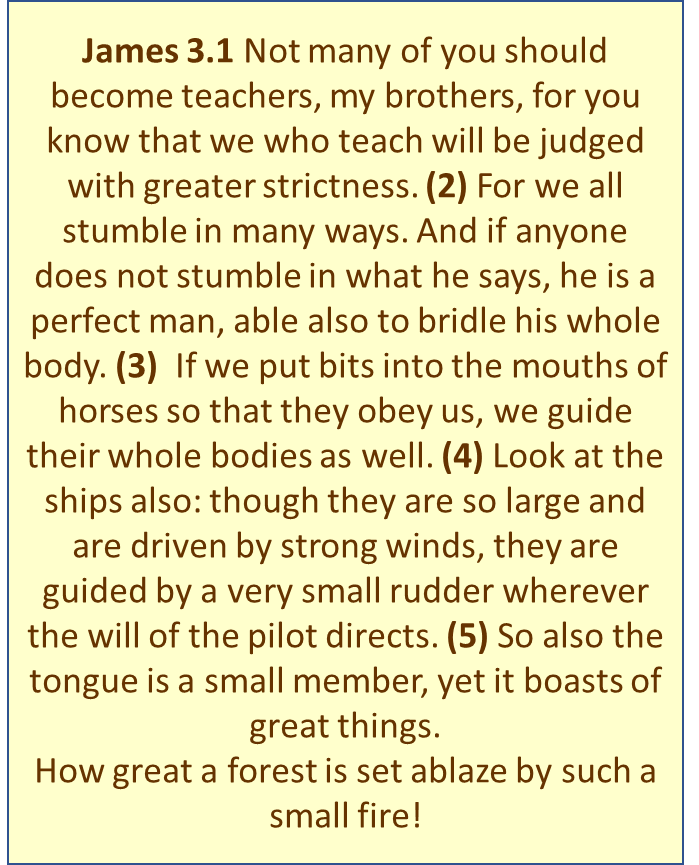 James 3.1 Not many of you should
become teachers, my brothers, for you
know that we who teach will be judged
with greater strictness. (2) For we all
stumble in many ways. And if anyone
does not stumble in what he says, he is a
perfect man, able also to bridle his whole
body. (3)  If we put bits into the mouths of
horses so that they obey us, we guide
their whole bodies as well. (4) Look at the
ships also: though they are so large and
are driven by strong winds, they are
guided by a very small rudder wherever
the will of the pilot directs. (5) So also the
tongue is a small member, yet it boasts of
great things.
How great a forest is set ablaze by such a
small fire!